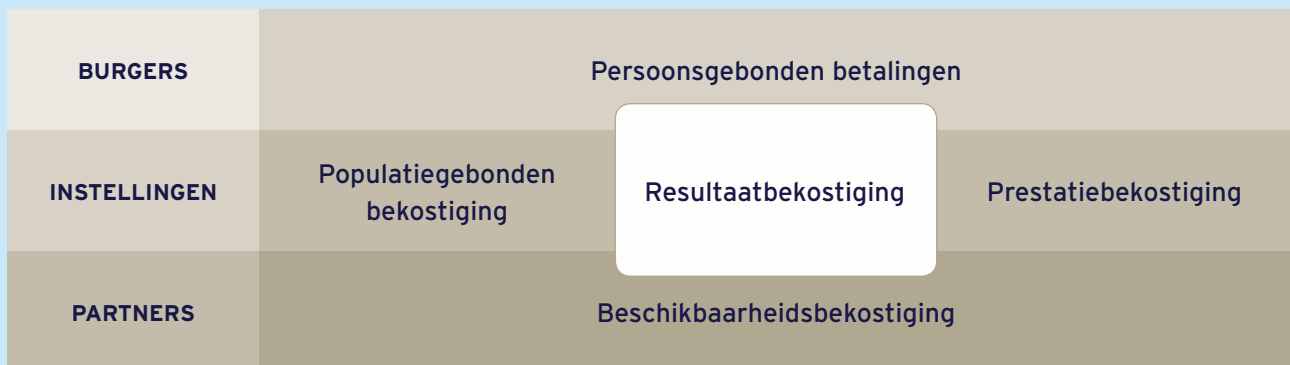 BURGERS
Persoonsgebonden betalingen
INSTELLINGEN
Populatiegebonden
bekostiging
Resultaatbekostiging
Prestatiebekostiging
PARTNERS
Beschikbaarheidsbekostiging